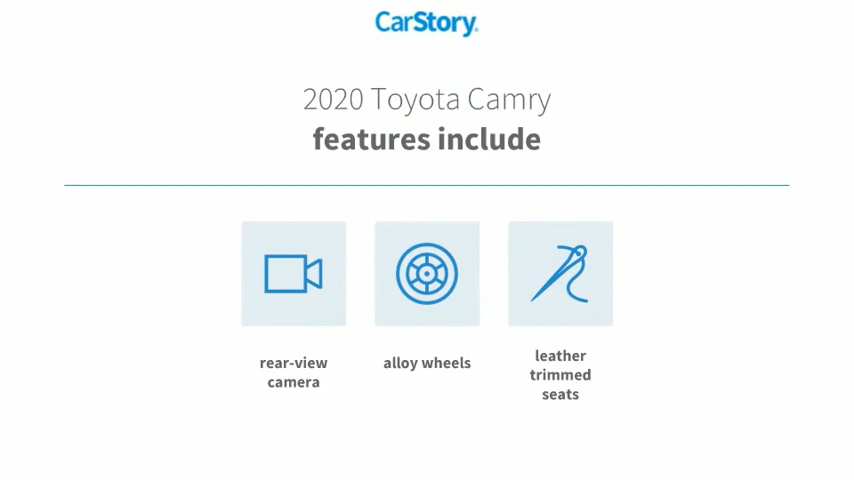 CarStory
2020 Toyota Camry
features include
rear-view
camera
alloy wheels
leather
trimmed
seats